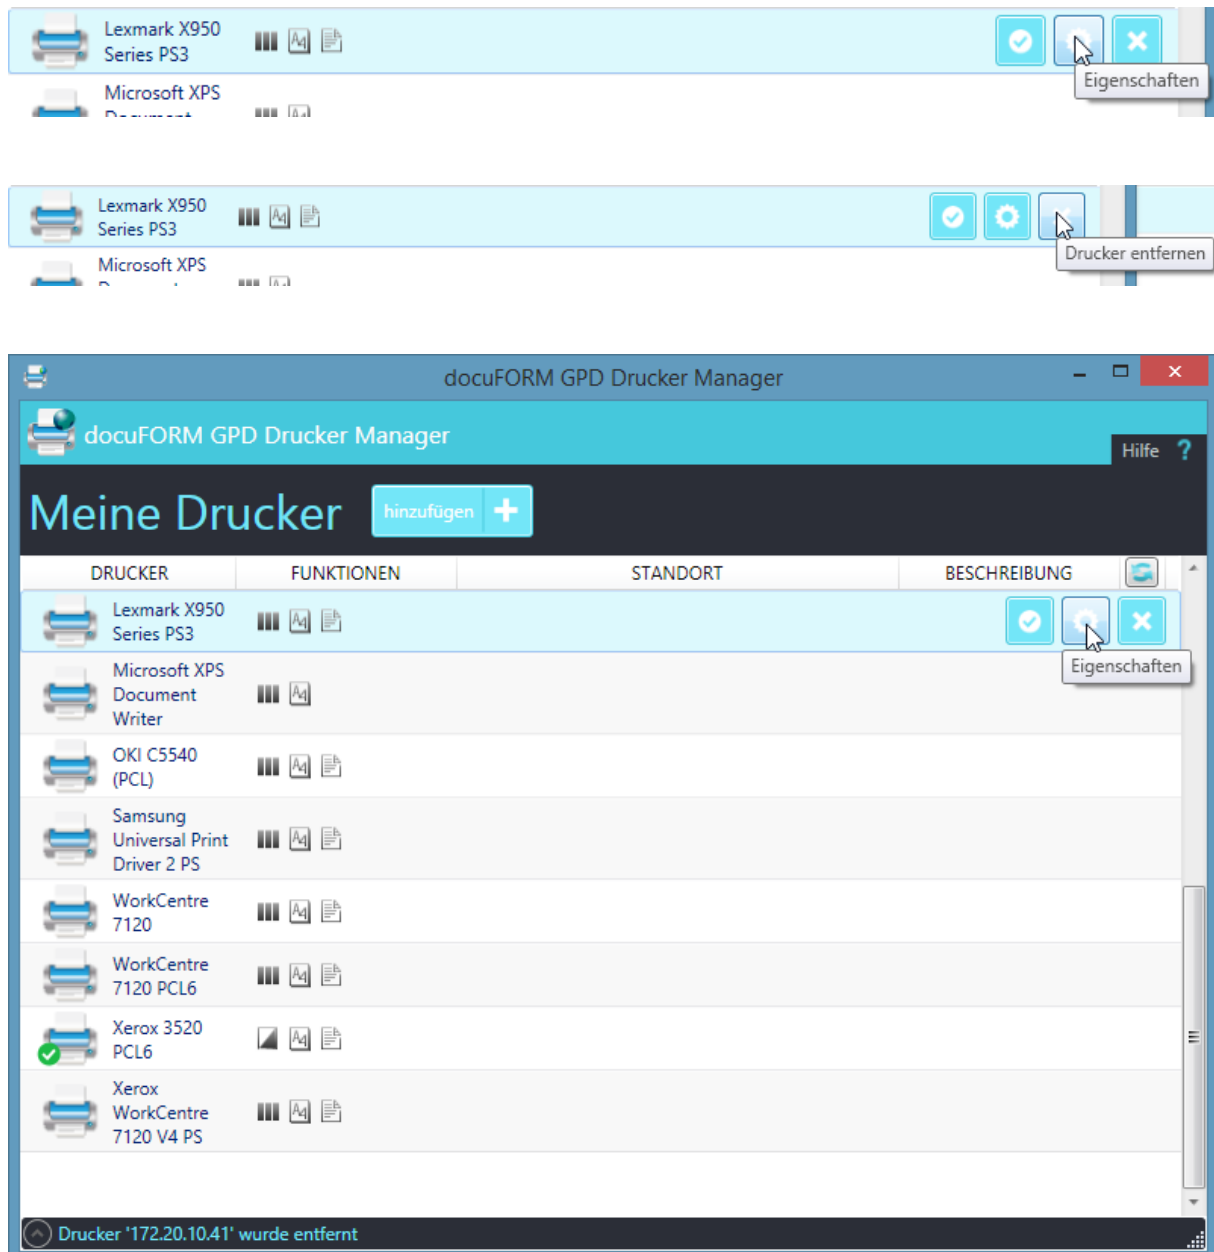 Lexmark X950
Series PS3
Eigenschaften
Microsoft XPS
Document
Lexmark X950
Series PS3
Drucker entfernen
Microsoft XPS
docuFORM GPD Drucker Manager
docuFORM GPD Drucker Manager
Hilfe ?
Meine Drucker
hinzufügen
DRUCKER FUNKTIONEN STANDORT BESCHREIBUNG
Lexmark X950
Series PS3
Eigenschaften
Microsoft XPS
Document
Writer
OKI C5540
(PCL)
Samsung
Universal Print
Driver 2 PS
WorkCentre
7120
WorkCentre
7120 PCL6
Xerox 3520
PCL6
Xerox
WorkCentre
7120 V4 PS
Drucker '172.20.10.41' wurde entfernt